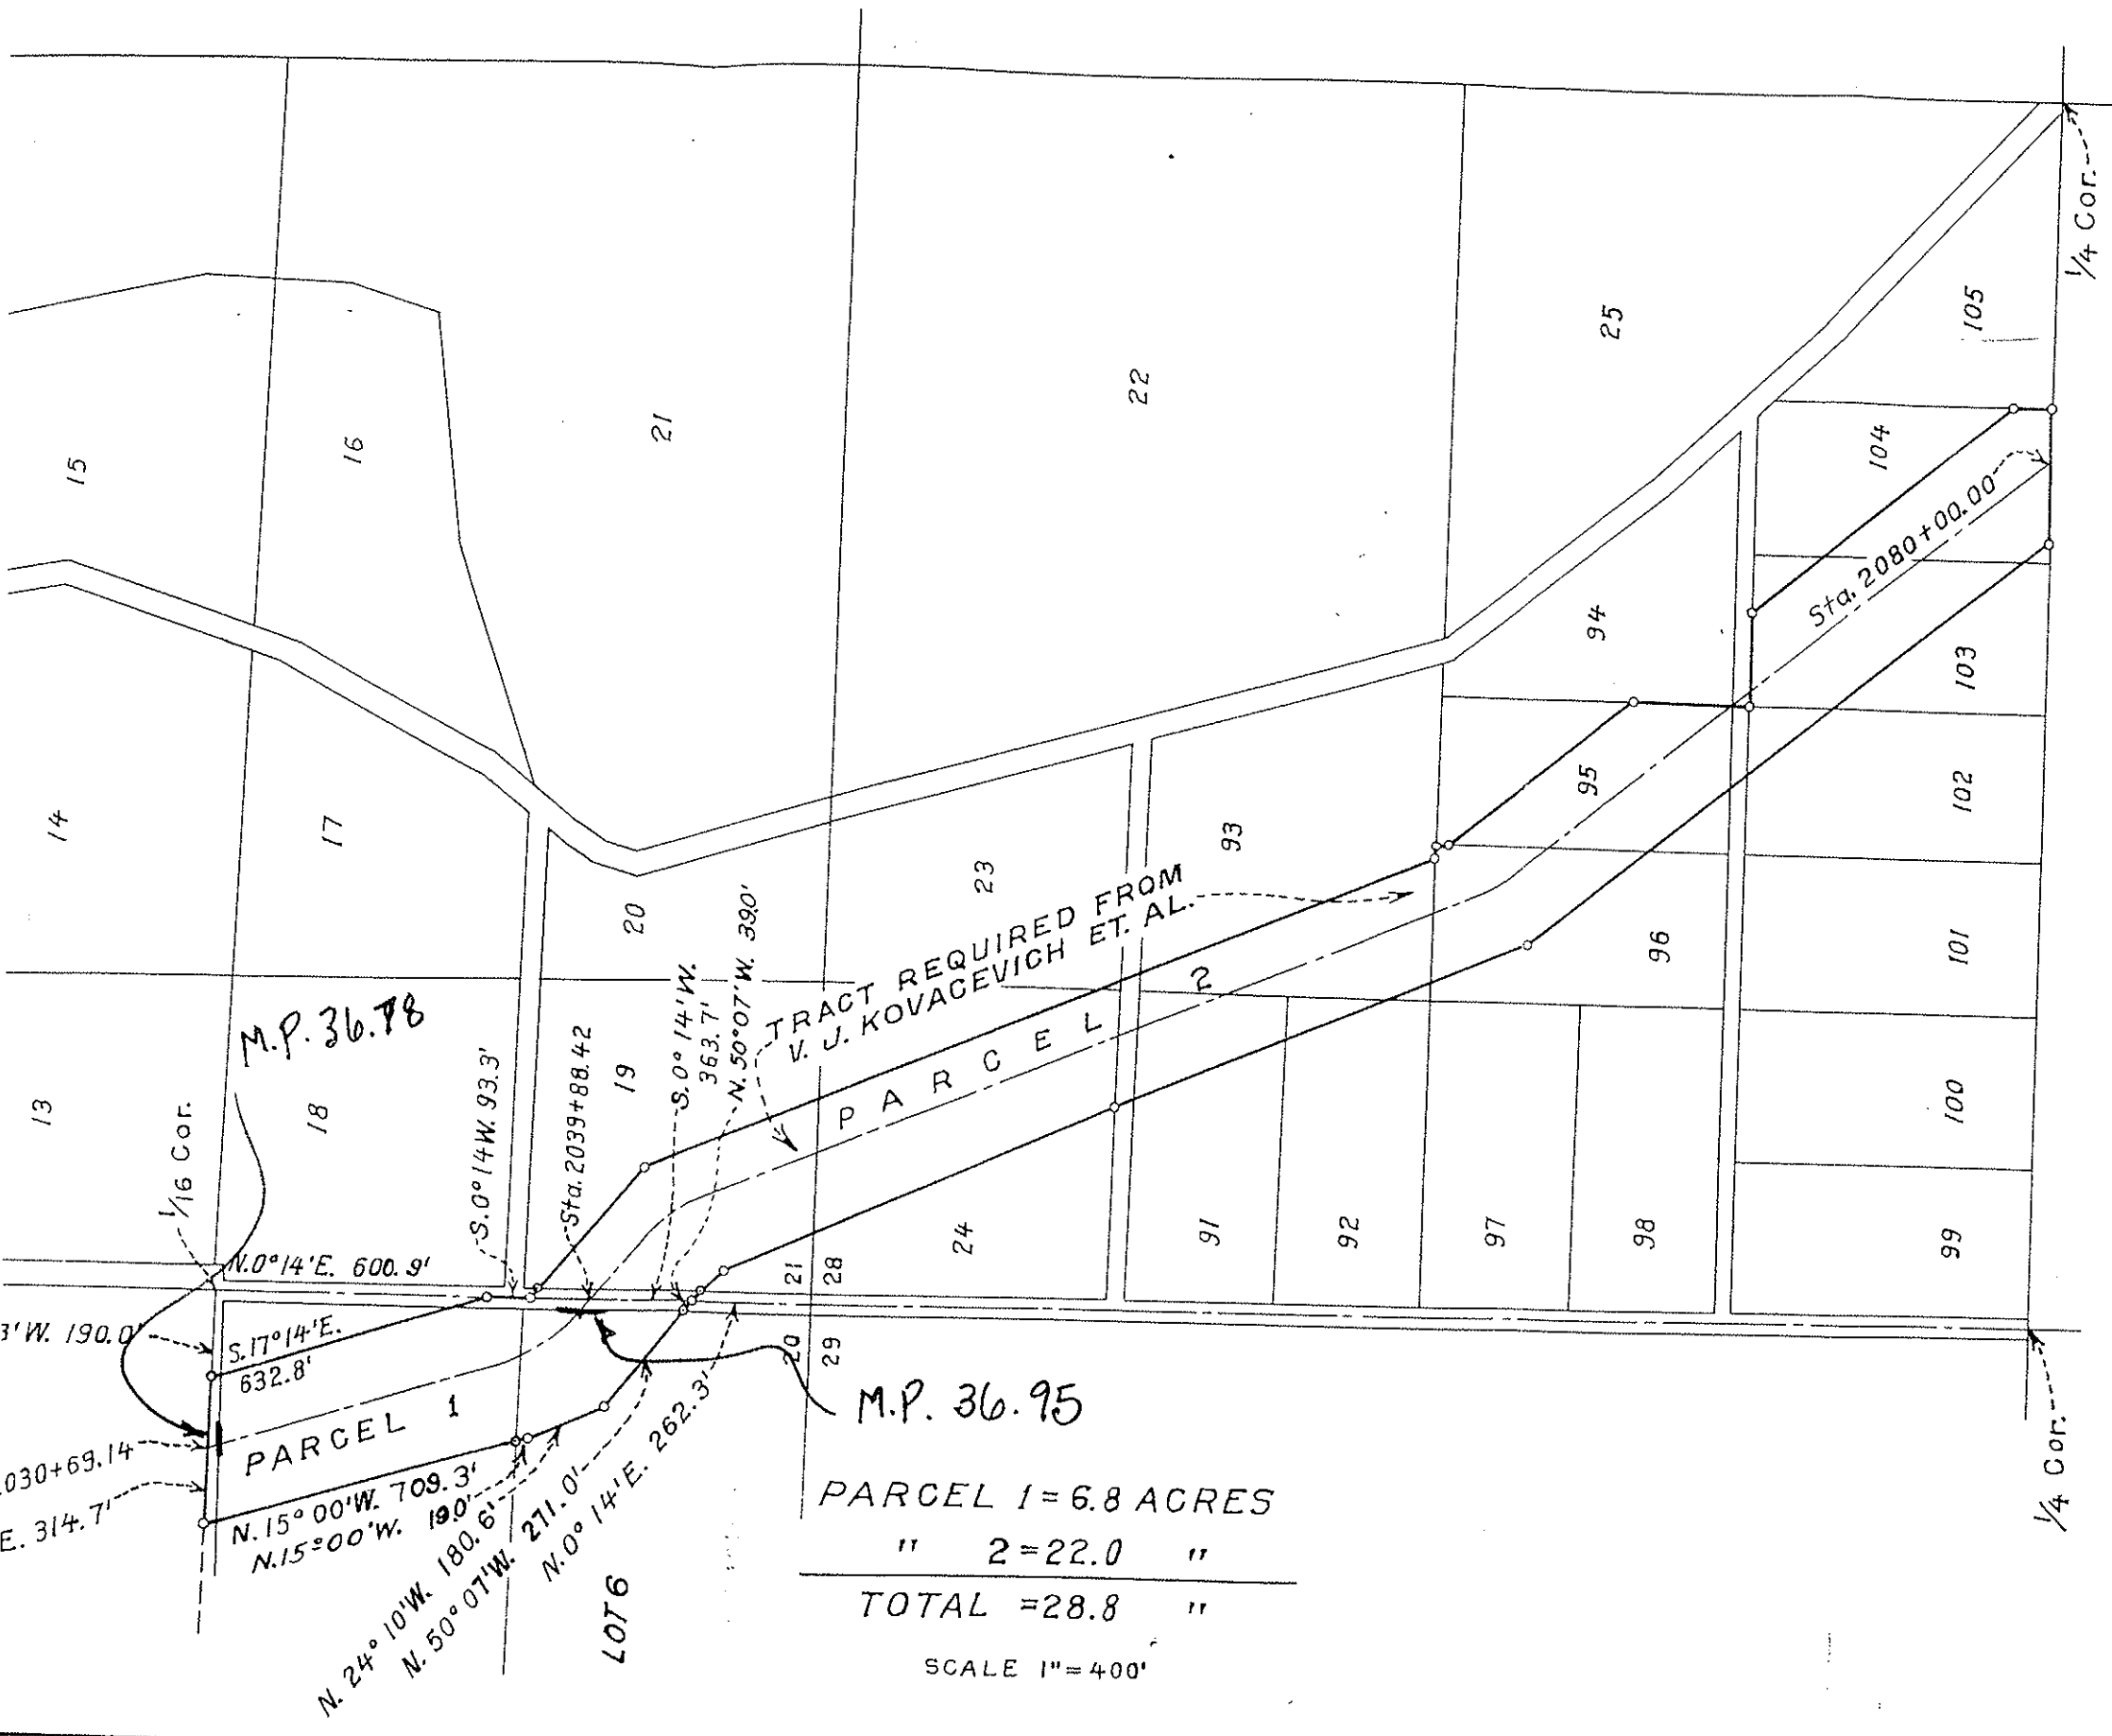 1/4 Cor.
105
25
22
104
21
16
15
Sta. 2080+00.00
94
103
95
102
93
17
14
23
20
96
101
TRACT REQUIRED FROM
V. J. KOVACEVICH ET. AL.
2
PARCEL
M.P. 36.78
S.0°14'W.
363.7'
N.50°07'W. 39.0'
Sta. 2039+88.42
19
S.0°14W. 93.3'
18
13
1/16 Cor.
100
24
91
92
97
98
99
N.0°14'E. 600.9'
21
28
20
29
3'W. 190.0'
S.17°14'E.
632.8'
PARCEL 1
M.P. 36.95
030+69.14
E. 314.7'
N.15°00'W. 709.3'
N.15°00'W. 19.0'
N. 24°10'W. 180.6'
N. 50°07'W. 271.0'
N.0°14'E. 262.3'
LOT 6
1/4 Cor.
PARCEL 1 = 6.8 ACRES
" 2 = 22.0 "
TOTAL = 28.8 "
SCALE 1" = 400'